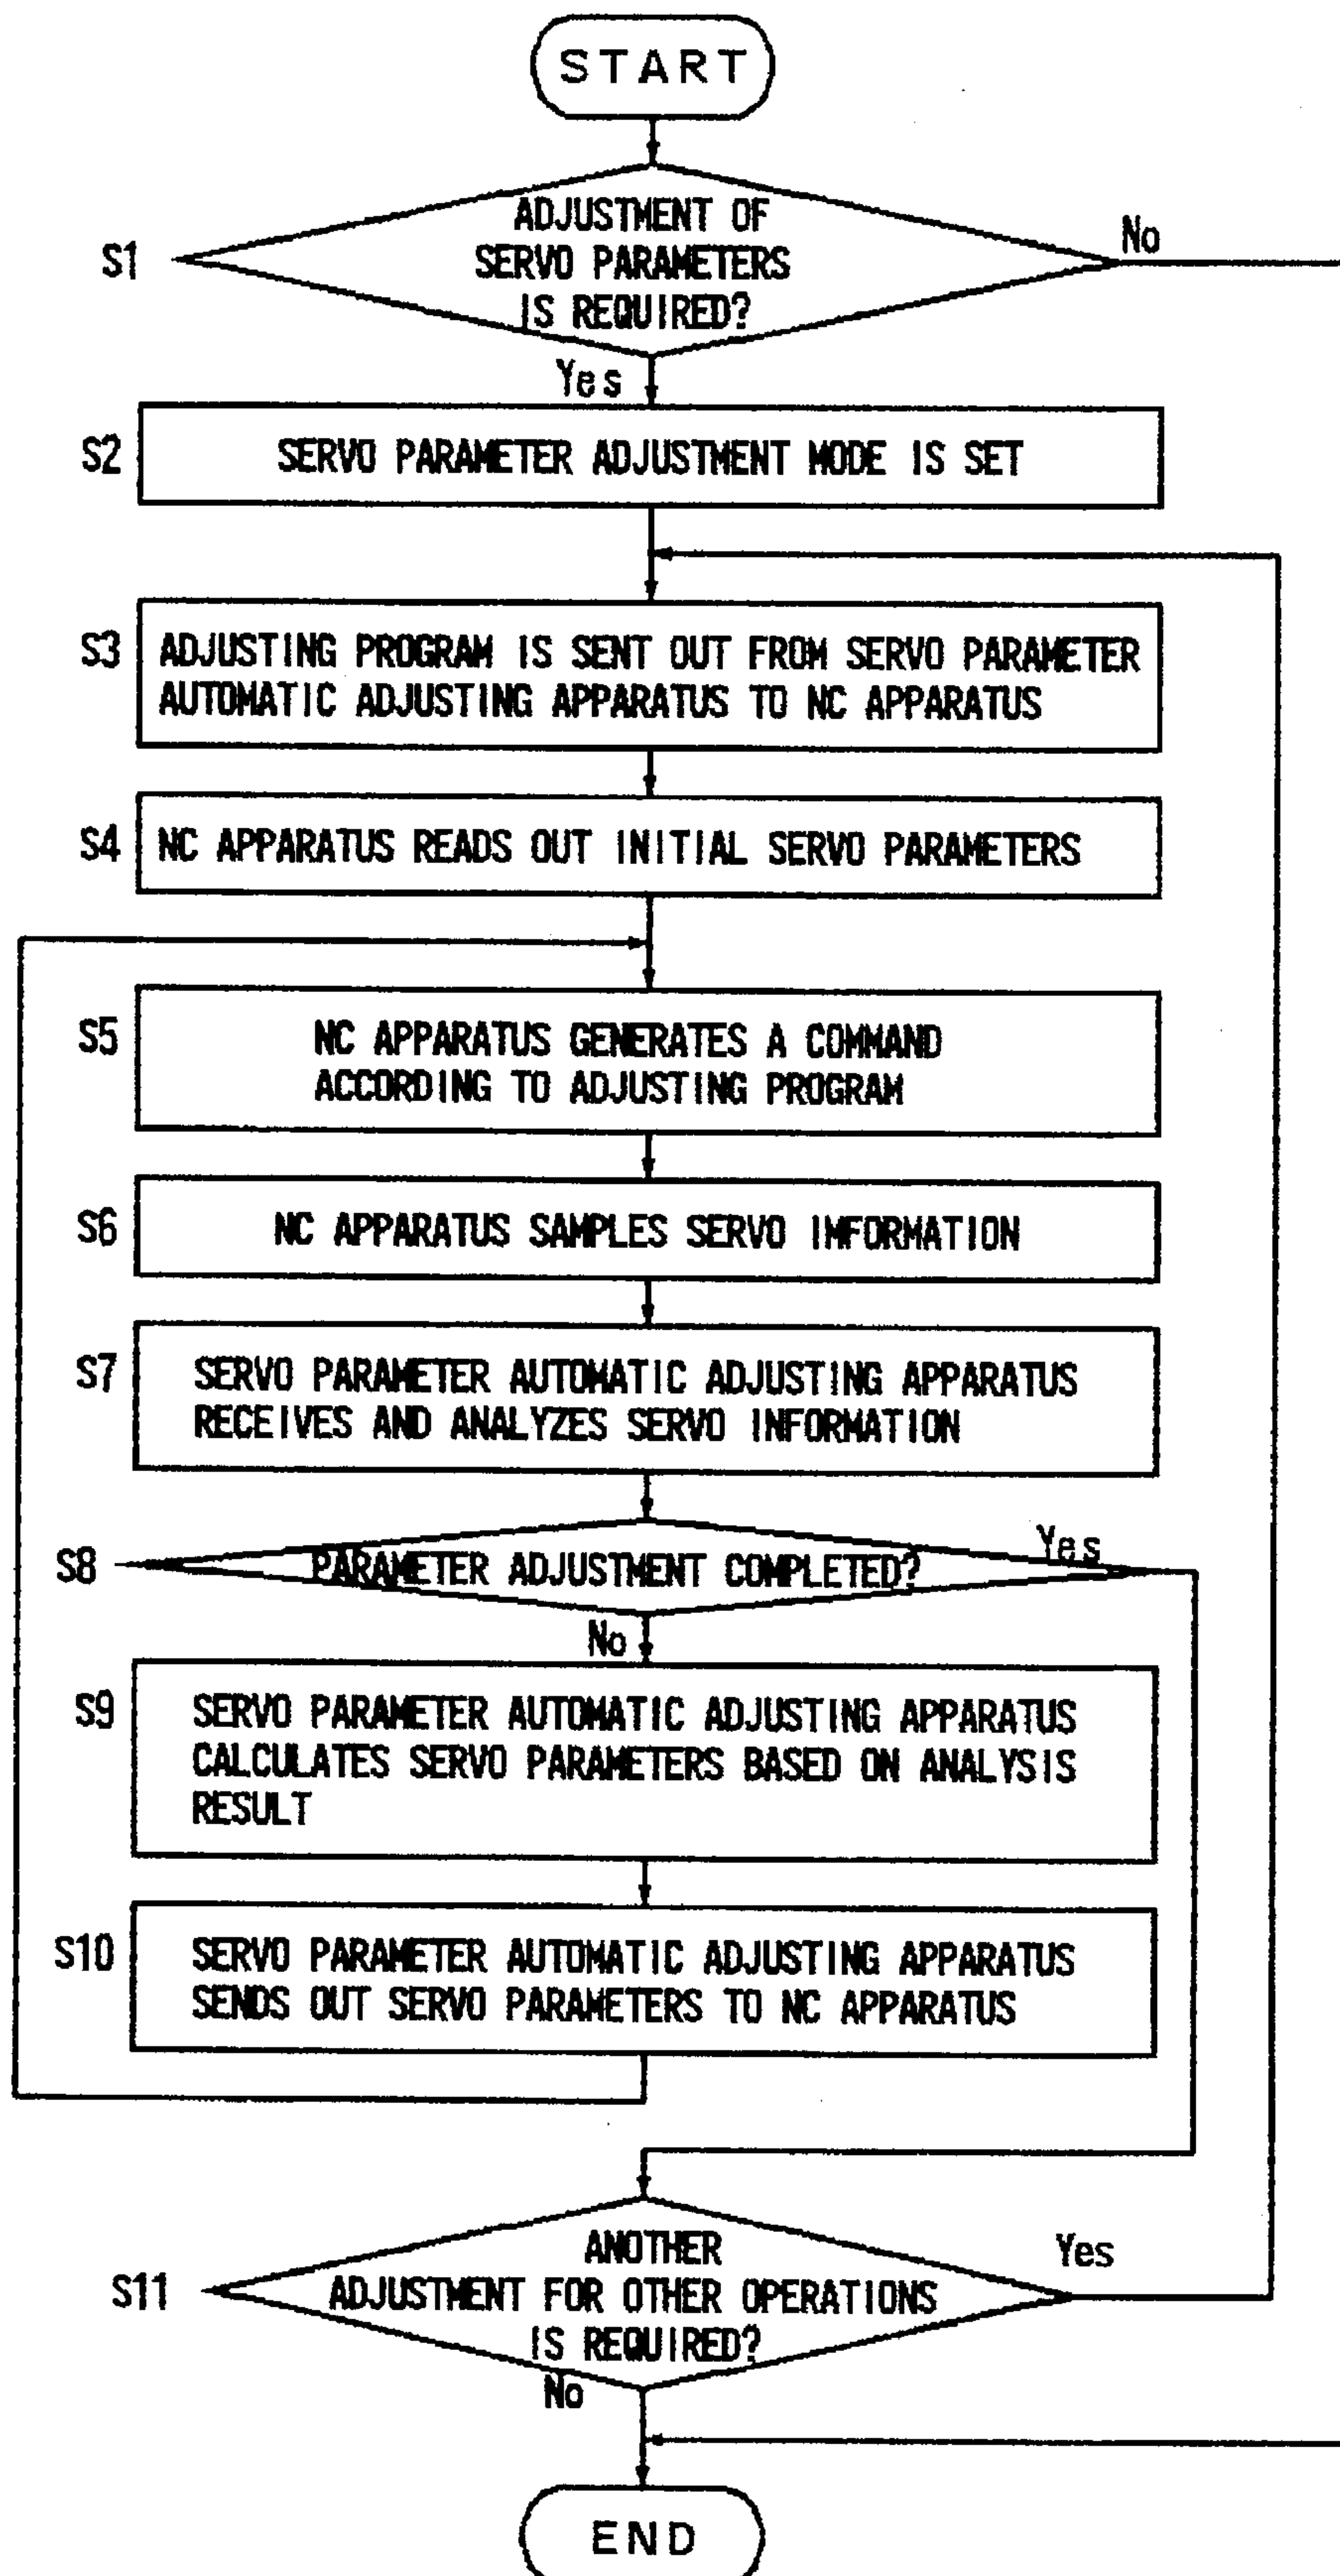 START
S1
ADJUSTMENT OF
SERVO PARAMETERS
IS REQUIRED?
No
Yes
S2
SERVO PARAMETER ADJUSTMENT MODE IS SET
S3
ADJUSTING PROGRAM IS SENT OUT FROM SERVO PARAMETER
AUTOMATIC ADJUSTING APPARATUS TO NC APPARATUS
S4
NC APPARATUS READS OUT INITIAL SERVO PARAMETERS
S5
NC APPARATUS GENERATES A COMMAND
ACCORDING TO ADJUSTING PROGRAM
S6
NC APPARATUS SAMPLES SERVO IMFORMATION
S7
SERVO PARAMETER AUTOMATIC ADJUSTING APPARATUS
RECEIVES AND ANALYZES SERVO INFORMATION
S8
PARAMETER ADJUSTMENT COMPLETED?
Yes
No
S9
SERVO PARAMETER AUTOMATIC ADJUSTING APPARATUS
CALCULATES SERVO PARAMETERS BASED ON ANALYSIS
RESULT
S10
SERVO PARAMETER AUTOMATIC ADJUSTING APPARATUS
SENDS OUT SERVO PARAMETERS TO NC APPARATUS
S11
ANOTHER
ADJUSTMENT FOR OTHER OPERATIONS
IS REQUIRED?
Yes
No
END